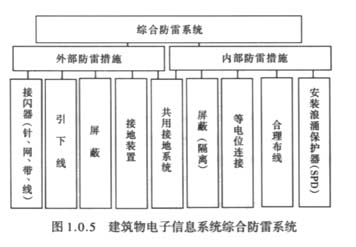 综合防雷系统
外部防雷措施
内部防雷措施
接闪器(针、网、带、线)
引下线
屏蔽
接地装置
共用接地系统
屏蔽(隔离)
等电位连接
合理布线
安装浪涌保护器(SPD)
图 1.0.5 建筑物电子信息系统综合防雷系统